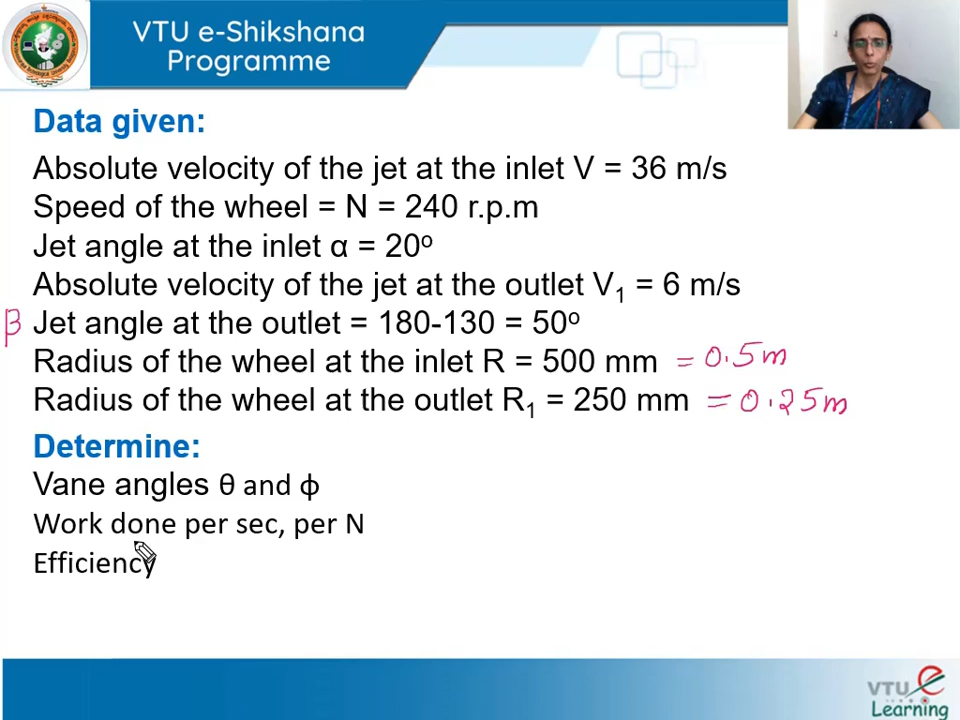 VTU e-Shikshana
Programme
Data given:
Absolute velocity of the jet at the inlet V = 36 m/s
Speed of the wheel = N = 240 r.p.m
Jet angle at the inlet α = 20º
Absolute velocity of the jet at the outlet V₁ = 6 m/s
β Jet angle at the outlet = 180-130 = 50º
Radius of the wheel at the inlet R = 500 mm = 0.5m
Radius of the wheel at the outlet R₁ = 250 mm = 0.25m
Determine:
Vane angles θ and ϕ
Work done per sec, per N
Efficiency
VTU e
Learning